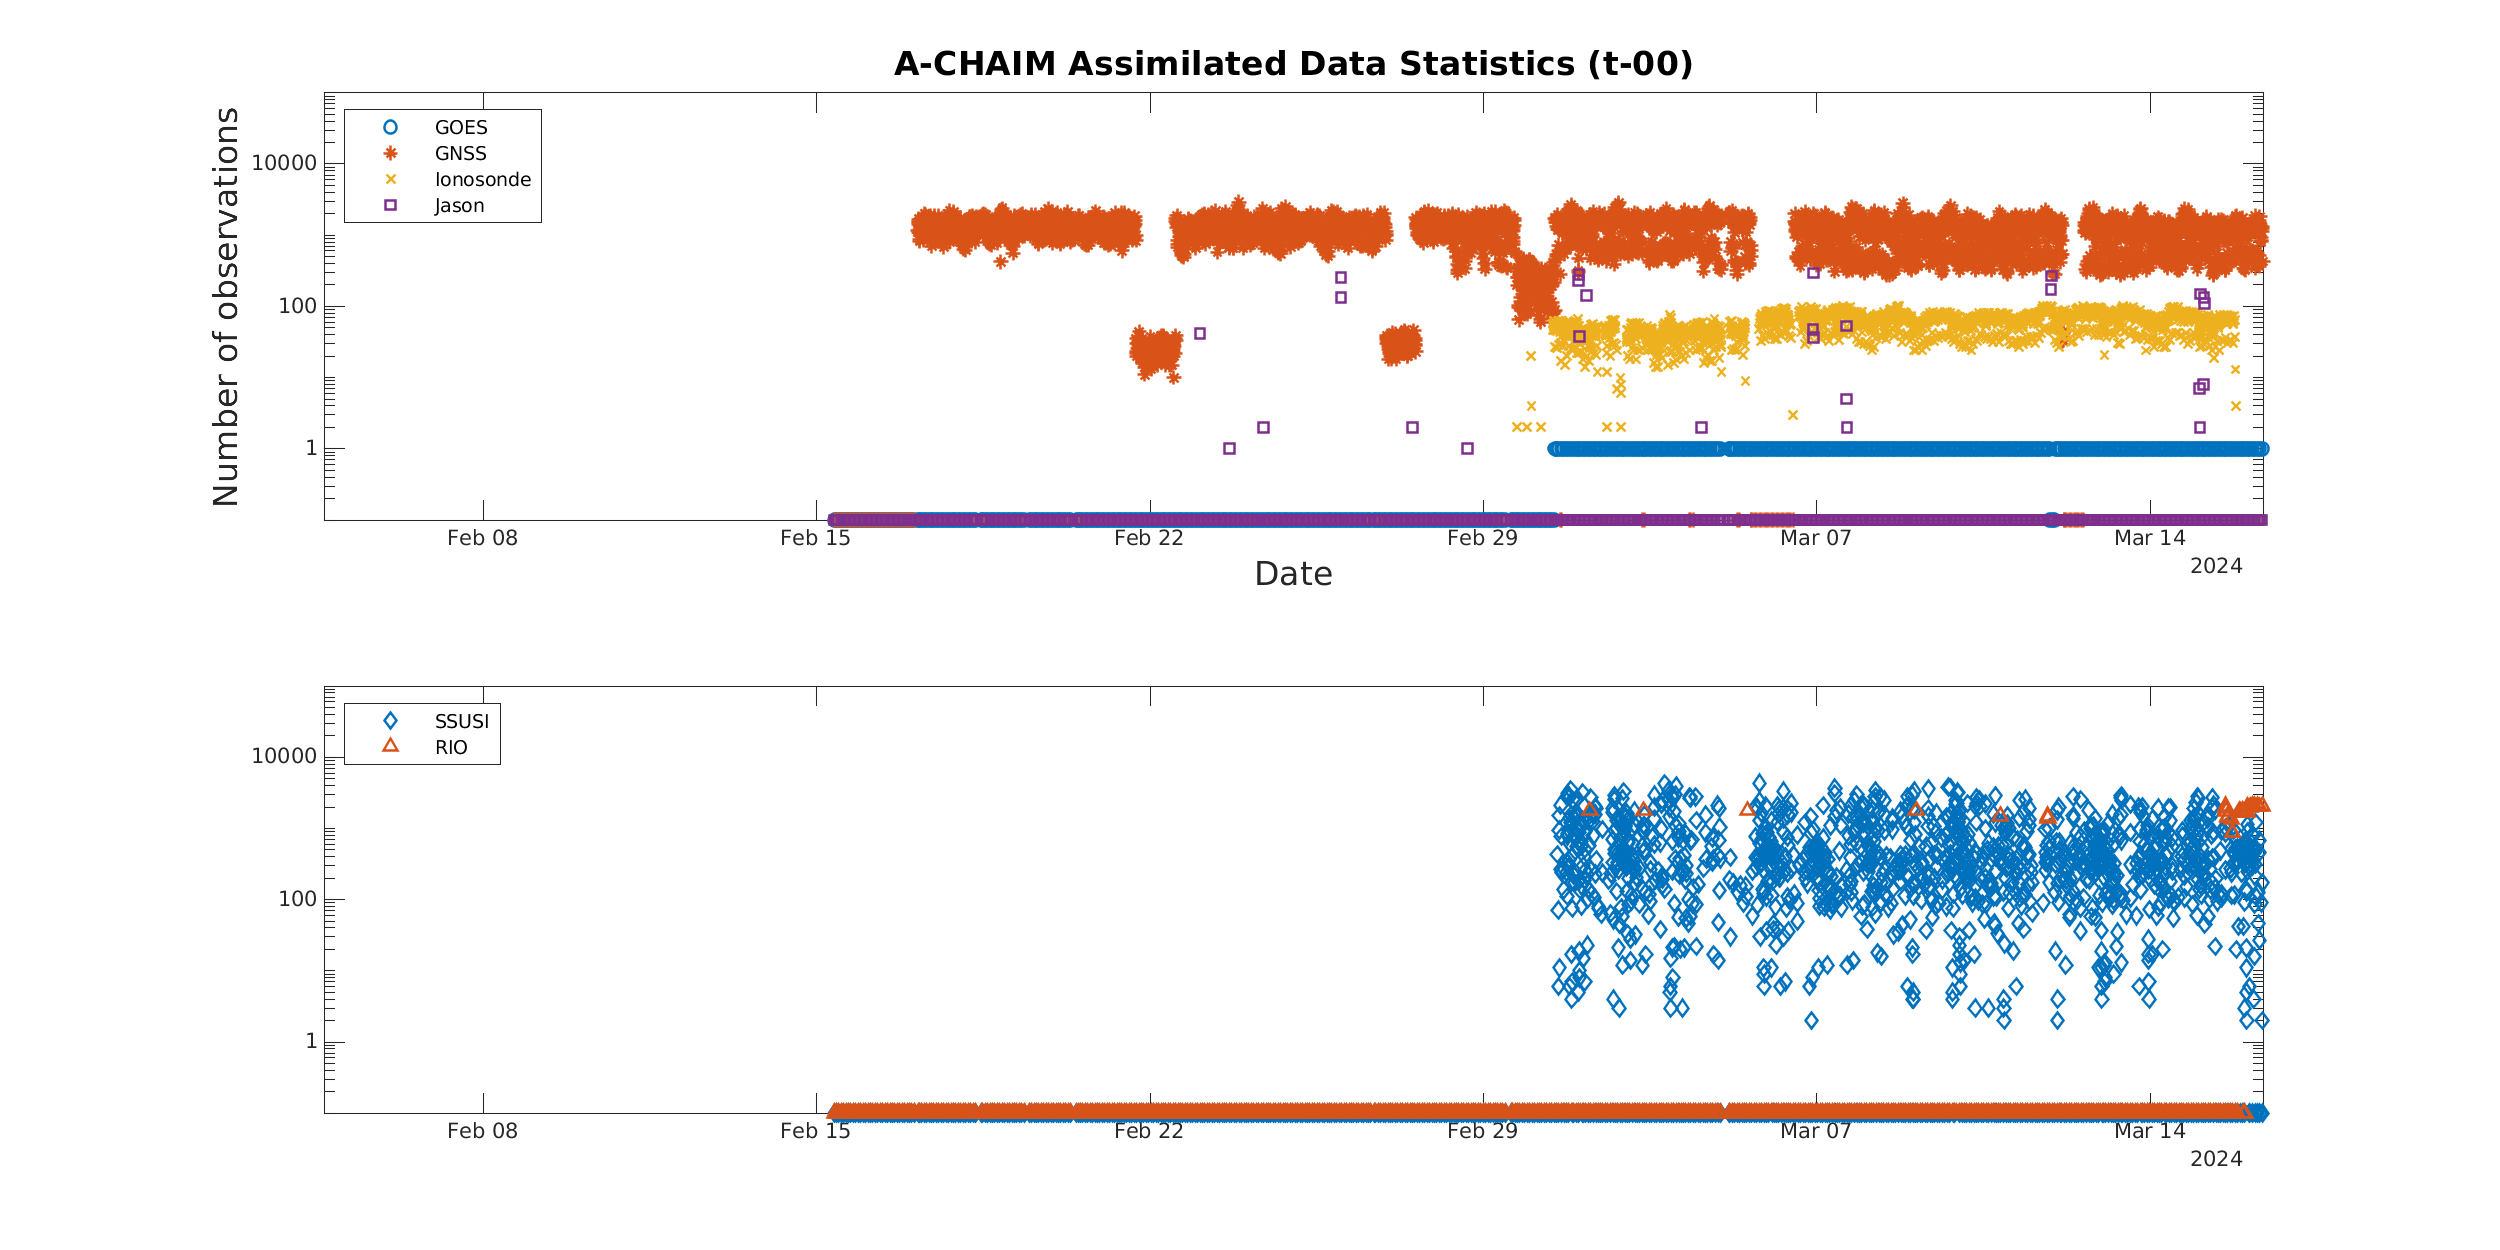 A-CHAIM Assimilated Data Statistics (t-00)
Number of observations
GOES
GNSS
Ionosonde
Jason
10000
100
1
Feb 08 Feb 15 Feb 22 Feb 29 Mar 07 Mar 14
2024
Date
SSUSI
RIO
10000
100
1
Feb 08 Feb 15 Feb 22 Feb 29 Mar 07 Mar 14
2024